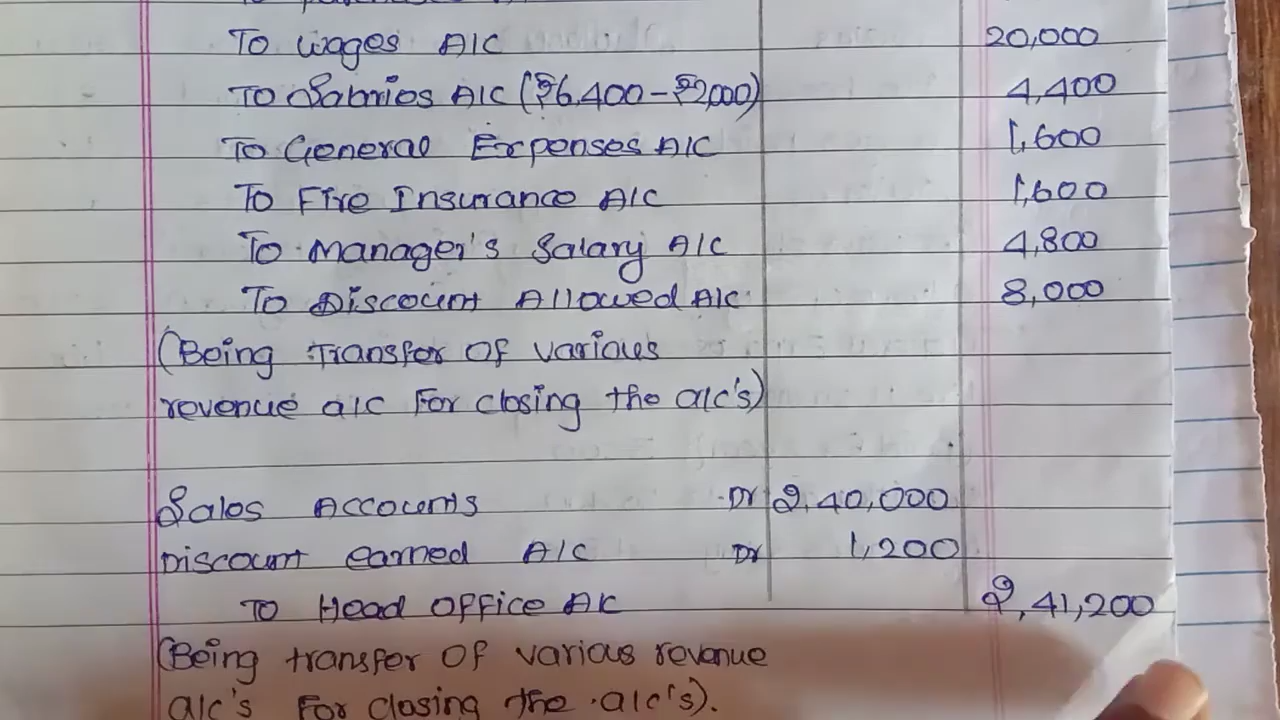 To wages A/C 20,000
To Salaries A/C (₹6,400 - ₹2000) 4,400
To General Expenses A/C 1,600
To Fire Insurance A/C 1,600
To Manager's Salary A/C 4,800
To Discount Allowed A/C 8,000
(Being transfer of various
revenue a/c for closing the a/c's)
Sales Accounts Dr 2,40,000
Discount earned A/C Dr 1,200
To Head Office A/C 2,41,200
(Being transfer of various revenue
a/c's for closing the a/c's).